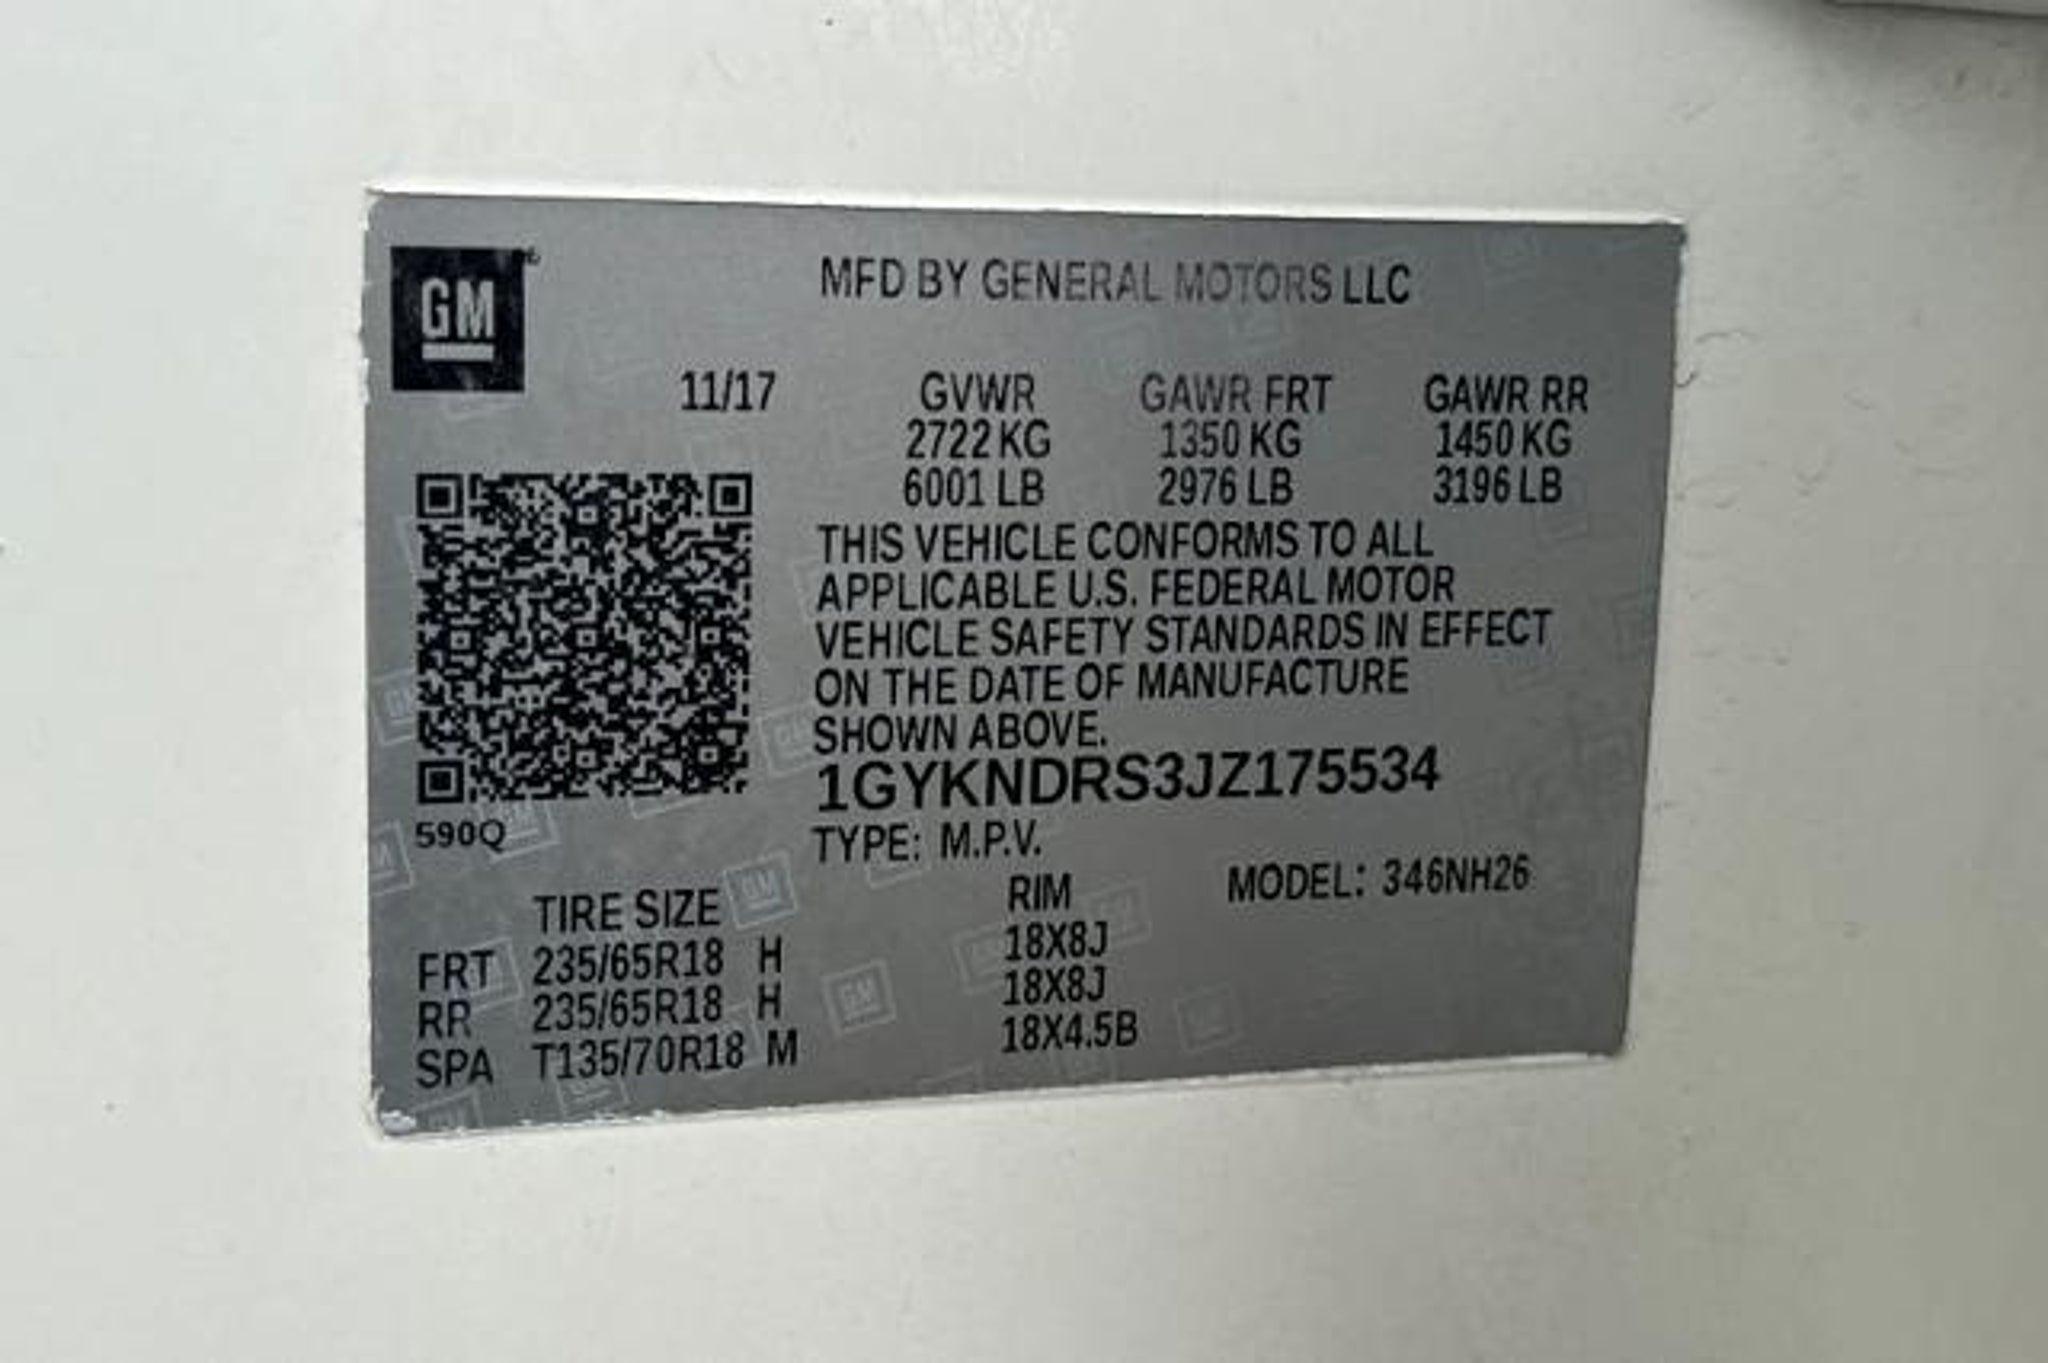 GM
MFD BY GENERAL MOTORS LLC
11/17 GVWR GAWR FRT GAWR RR
2722 KG 1350 KG 1450 KG
6001 LB 2976 LB 3196 LB
THIS VEHICLE CONFORMS TO ALL
APPLICABLE U.S. FEDERAL MOTOR
VEHICLE SAFETY STANDARDS IN EFFECT
ON THE DATE OF MANUFACTURE
SHOWN ABOVE.
1GYKNDRS3JZ175534
590Q
TYPE: M.P.V.
TIRE SIZE RIM MODEL: 346NH26
FRT 235/65R18 H 18X8J
RR 235/65R18 H 18X8J
SPA T135/70R18 M 18X4.5B